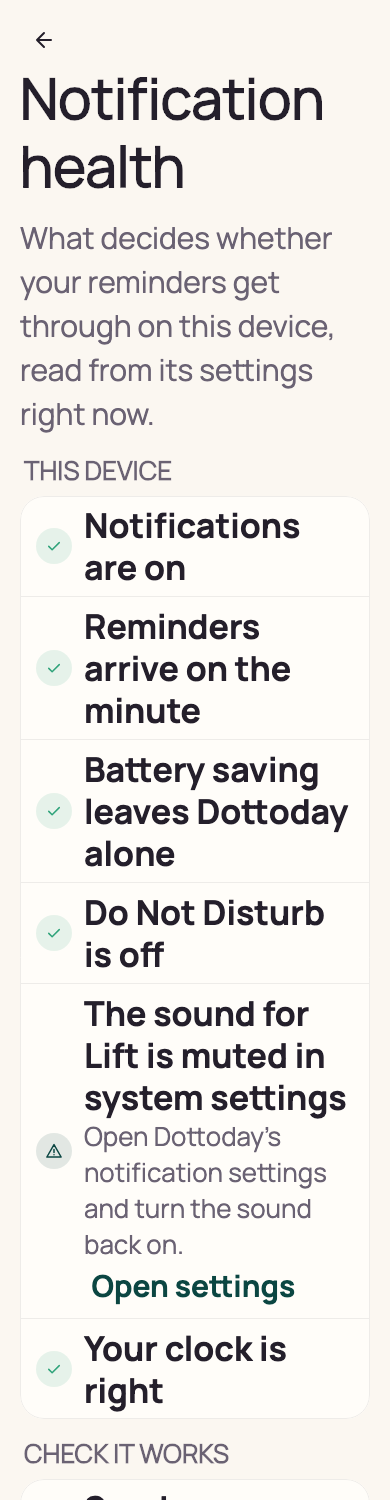 Notification
health
What decides whether
your reminders get
through on this device,
read from its settings
right now.
THIS DEVICE
Notifications
are on
Reminders
arrive on the
minute
Battery saving
leaves Dottoday
alone
Do Not Disturb
is off
The sound for
Lift is muted in
system settings
Open Dottoday's
notification settings
and turn the sound
back on.
Open settings
Your clock is
right
CHECK IT WORKS